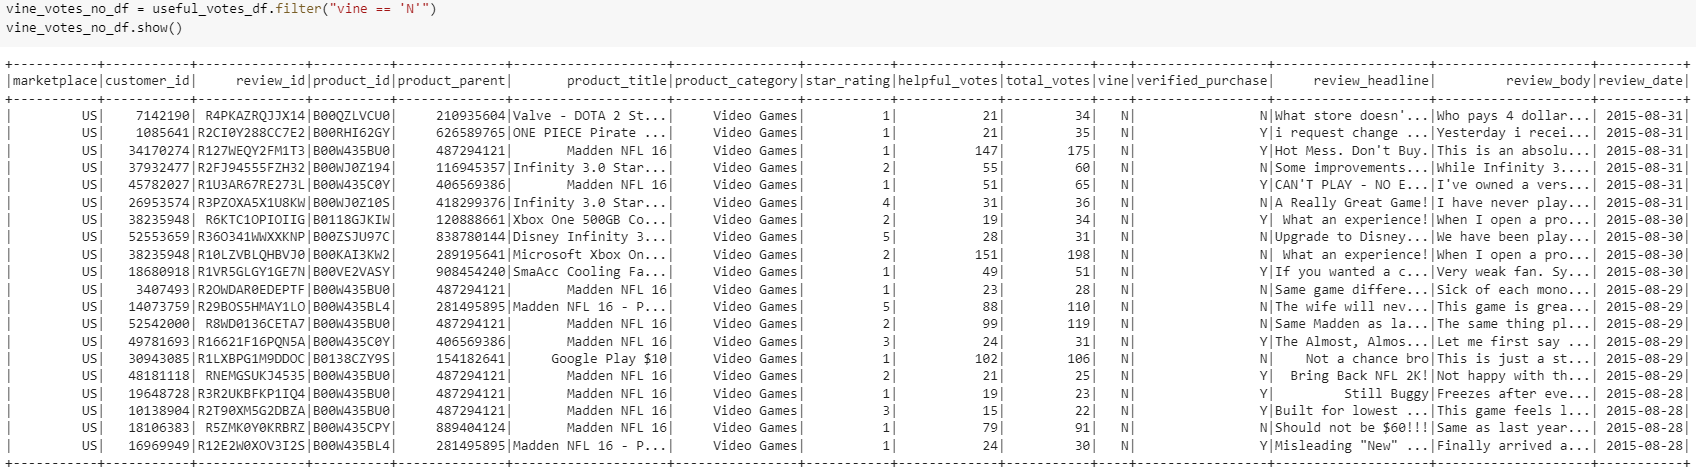 vine_votes_no_df = useful_votes_df.filter("vine == 'N'")
vine_votes_no_df.show()
+-----------+-----------+--------------+----------+--------------+--------------------+----------------+-----------+-------------+-----------+----+-----------------+--------------------+--------------------+-----------+
|marketplace|customer_id|     review_id|product_id|product_parent|       product_title|product_category|star_rating|helpful_votes|total_votes|vine|verified_purchase|     review_headline|         review_body|review_date|
+-----------+-----------+--------------+----------+--------------+--------------------+----------------+-----------+-------------+-----------+----+-----------------+--------------------+--------------------+-----------+
|         US|    7142190| R4PKAZRQJJX14|B00QZLVCU0|     210935604|Valve - DOTA 2 St...|     Video Games|          1|           21|         34|   N|                N|What store doesn'...|Who pays 4 dollar...| 2015-08-31|
|         US|    1085641|R2CI0Y288CC7E2|B00RHI62GY|     626589765|ONE PIECE Pirate ...|     Video Games|          1|           21|         35|   N|                Y|i request change ...|Yesterday i recei...| 2015-08-31|
|         US|   34170274|R127WEQY2FM1T3|B00W435BU0|     487294121|        Madden NFL 16|     Video Games|          1|          147|        175|   N|                Y|Hot Mess. Don't Buy.|This is an absolu...| 2015-08-31|
|         US|   37932477|R2FJ94555FZH32|B00WJ0Z194|     116945357|Infinity 3.0 Star...|     Video Games|          2|           55|         60|   N|                N|Some improvements...|While Infinity 3....| 2015-08-31|
|         US|   45782027|R1U3AR67RE273L|B00W435C0Y|     406569386|        Madden NFL 16|     Video Games|          1|           51|         65|   N|                Y|CAN'T PLAY - NO E...|I've owned a vers...| 2015-08-31|
|         US|   26953574|R3PZOXA5X1U8KW|B00WJ0Z10S|     418299376|Infinity 3.0 Star...|     Video Games|          4|           31|         36|   N|                N|A Really Great Game!|I have never play...| 2015-08-31|
|         US|   38235948| R6KTC1OPIOIIG|B0118GJKIW|     120888661|Xbox One 500GB Co...|     Video Games|          2|           19|         34|   N|                Y| What an experience!|When I open a pro...| 2015-08-30|
|         US|   52553659|R36O341WWXXKNP|B00ZSJU97C|     838780144|Disney Infinity 3...|     Video Games|          5|           28|         31|   N|                N|Upgrade to Disney...|We have been play...| 2015-08-30|
|         US|   38235948|R10LZVBLQHBVJ0|B00KAI3KW2|     289195641|Microsoft Xbox On...|     Video Games|          2|          151|        198|   N|                N| What an experience!|When I open a pro...| 2015-08-30|
|         US|   18680918|R1VR5GLGY1GE7N|B00VE2VASY|     908454240|SmaAcc Cooling Fa...|     Video Games|          1|           49|         51|   N|                Y|If you wanted a c...|Very weak fan. Sy...| 2015-08-30|
|         US|    3407493|R2OWDAR0EDEPTF|B00W435BU0|     487294121|        Madden NFL 16|     Video Games|          1|           23|         28|   N|                N|Same game differe...|Sick of each mono...| 2015-08-29|
|         US|   14073759|R29BOS5HMAY1LO|B00W435BL4|     281495895|Madden NFL 16 - P...|     Video Games|          5|           88|        110|   N|                N|The wife will nev...|This game is grea...| 2015-08-29|
|         US|   52542000| R8WD0136CETA7|B00W435BU0|     487294121|        Madden NFL 16|     Video Games|          2|           99|        119|   N|                N|Same Madden as la...|The same thing pl...| 2015-08-29|
|         US|   49781693|R16621F16PQN5A|B00W435C0Y|     406569386|        Madden NFL 16|     Video Games|          3|           24|         31|   N|                Y|The Almost, Almos...|Let me first say ...| 2015-08-29|
|         US|   30943085|R1LXBPG1M9DDOC|B0138CZY9S|     154182641|      Google Play $10|     Video Games|          1|          102|        106|   N|                N|    Not a chance bro|This is just a st...| 2015-08-29|
|         US|   48181118| RNEMGSUKJ4535|B00W435BU0|     487294121|        Madden NFL 16|     Video Games|          2|           21|         25|   N|                Y|  Bring Back NFL 2K!|Not happy with th...| 2015-08-29|
|         US|   19648728|R3R2UKBFKP1IQ4|B00W435BU0|     487294121|        Madden NFL 16|     Video Games|          1|           19|         23|   N|                Y|         Still Buggy|Freezes after eve...| 2015-08-28|
|         US|   10138904|R2T90XM5G2DBZA|B00W435BU0|     487294121|        Madden NFL 16|     Video Games|          3|           15|         22|   N|                Y|Built for lowest ...|This game feels l...| 2015-08-28|
|         US|   18106383| R5ZMK0Y0KRBRZ|B00W435CPY|     889404124|        Madden NFL 16|     Video Games|          1|           79|         91|   N|                N|Should not be $60!!!|Same as last year...| 2015-08-28|
|         US|   16969949|R12E2W0XOV3I2S|B00W435BL4|     281495895|Madden NFL 16 - P...|     Video Games|          1|           24|         30|   N|                Y|Misleading "New" ...|Finally arrived a...| 2015-08-28|
+-----------+-----------+--------------+----------+--------------+--------------------+----------------+-----------+-------------+-----------+----+-----------------+--------------------+--------------------+-----------+